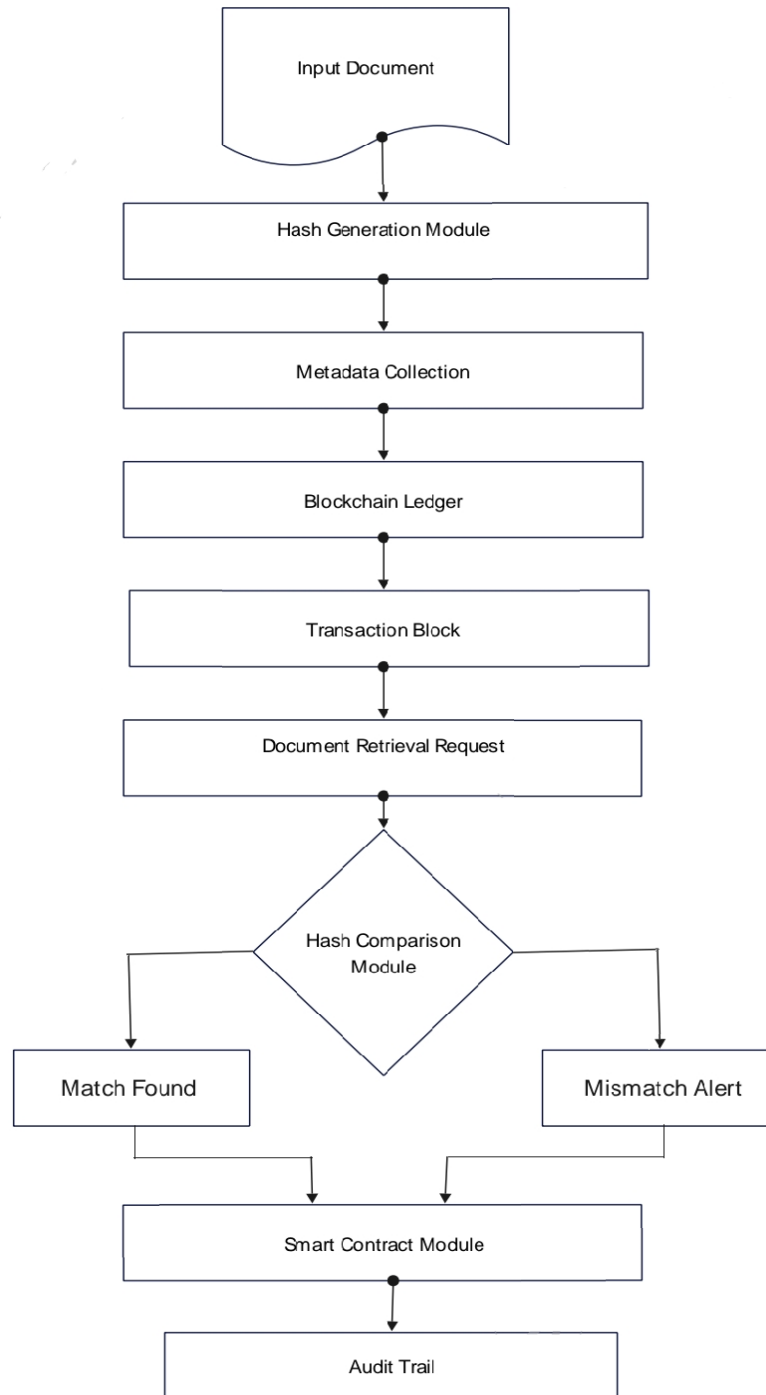 Input Document
Hash Generation Module
Metadata Collection
Blockchain Ledger
Transaction Block
Document Retrieval Request
Hash Comparison
Module
Match Found
Mismatch Alert
Smart Contract Module
Audit Trail